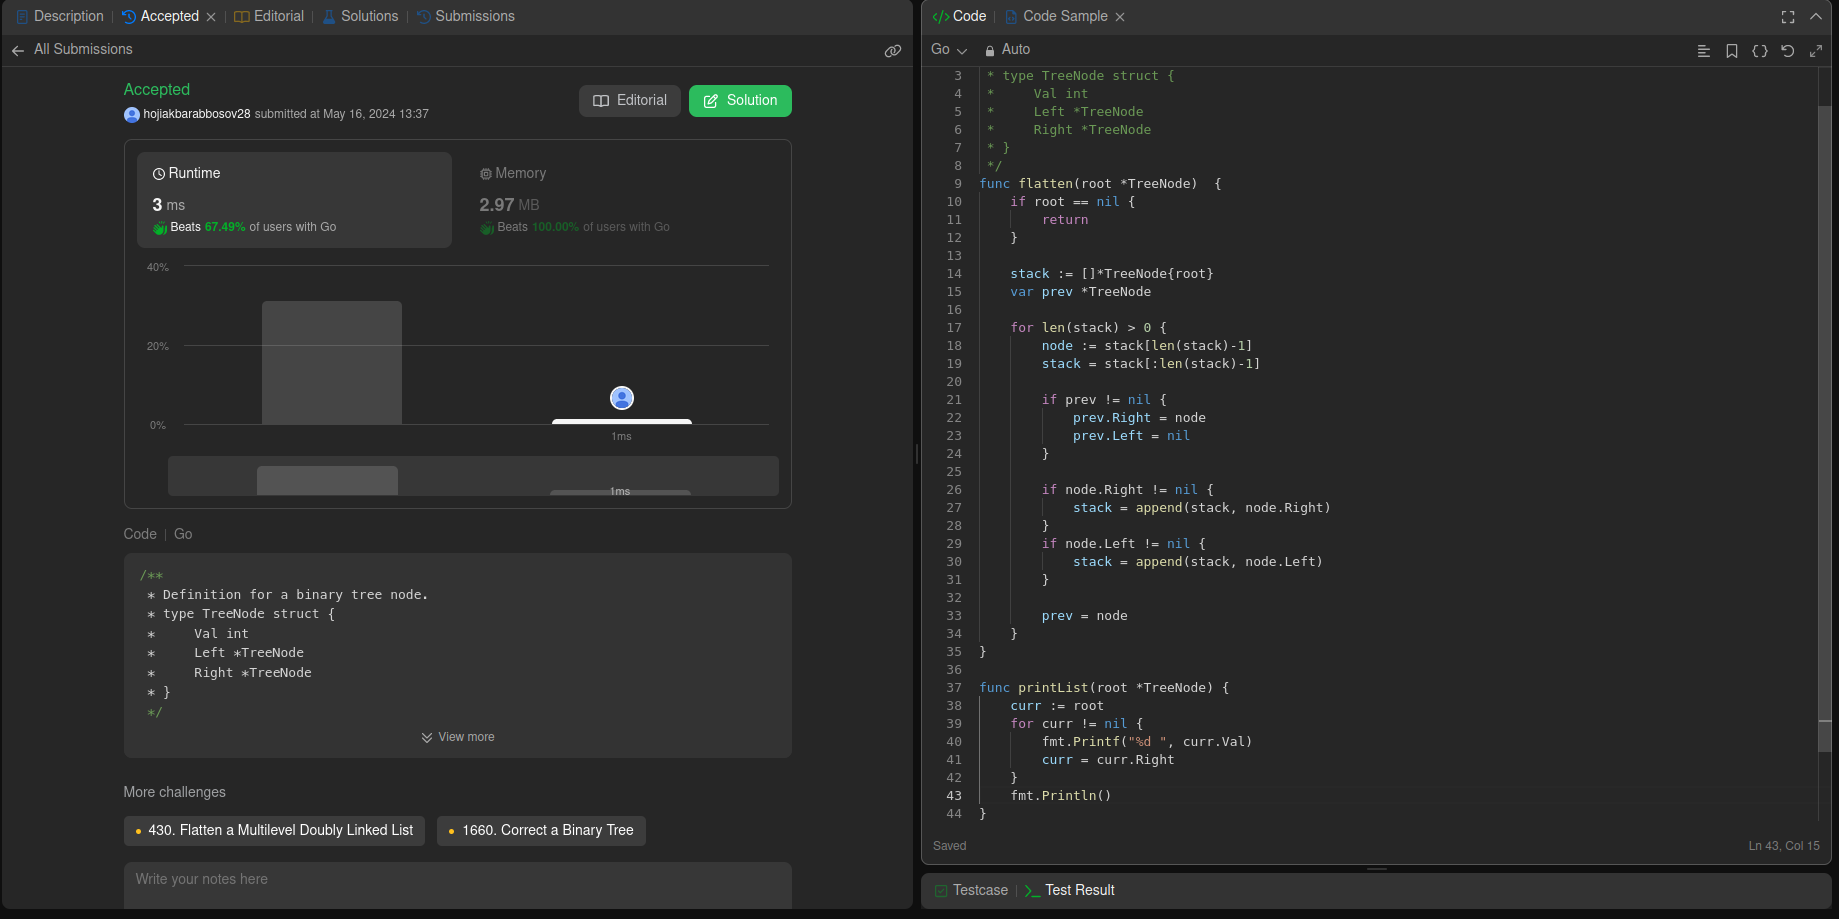 Description | Accepted × | Editorial | Solutions | Submissions
All Submissions
Accepted
hojiakbarabbosov28 submitted at May 16, 2024 13:37
Editorial
Solution
Runtime
3 ms
Beats 67.49% of users with Go
Memory
2.97 MB
Beats 100.00% of users with Go
40%
20%
0%
1ms
1ms
Code | Go
/**
 * Definition for a binary tree node.
 * type TreeNode struct {
 *     Val int
 *     Left *TreeNode
 *     Right *TreeNode
 * }
 */
View more
More challenges
430. Flatten a Multilevel Doubly Linked List
1660. Correct a Binary Tree
Write your notes here
</> Code | Code Sample ×
Go Auto
3  * type TreeNode struct {
4  *     Val int
5  *     Left *TreeNode
6  *     Right *TreeNode
7  * }
8  */
9 func flatten(root *TreeNode)  {
10     if root == nil {
11         return
12     }
13
14     stack := []*TreeNode{root}
15     var prev *TreeNode
16
17     for len(stack) > 0 {
18         node := stack[len(stack)-1]
19         stack = stack[:len(stack)-1]
20
21         if prev != nil {
22             prev.Right = node
23             prev.Left = nil
24         }
25
26         if node.Right != nil {
27             stack = append(stack, node.Right)
28         }
29         if node.Left != nil {
30             stack = append(stack, node.Left)
31         }
32
33         prev = node
34     }
35 }
36
37 func printList(root *TreeNode) {
38     curr := root
39     for curr != nil {
40         fmt.Printf("%d ", curr.Val)
41         curr = curr.Right
42     }
43     fmt.Println()
44 }
Saved
Ln 43, Col 15
Testcase | Test Result